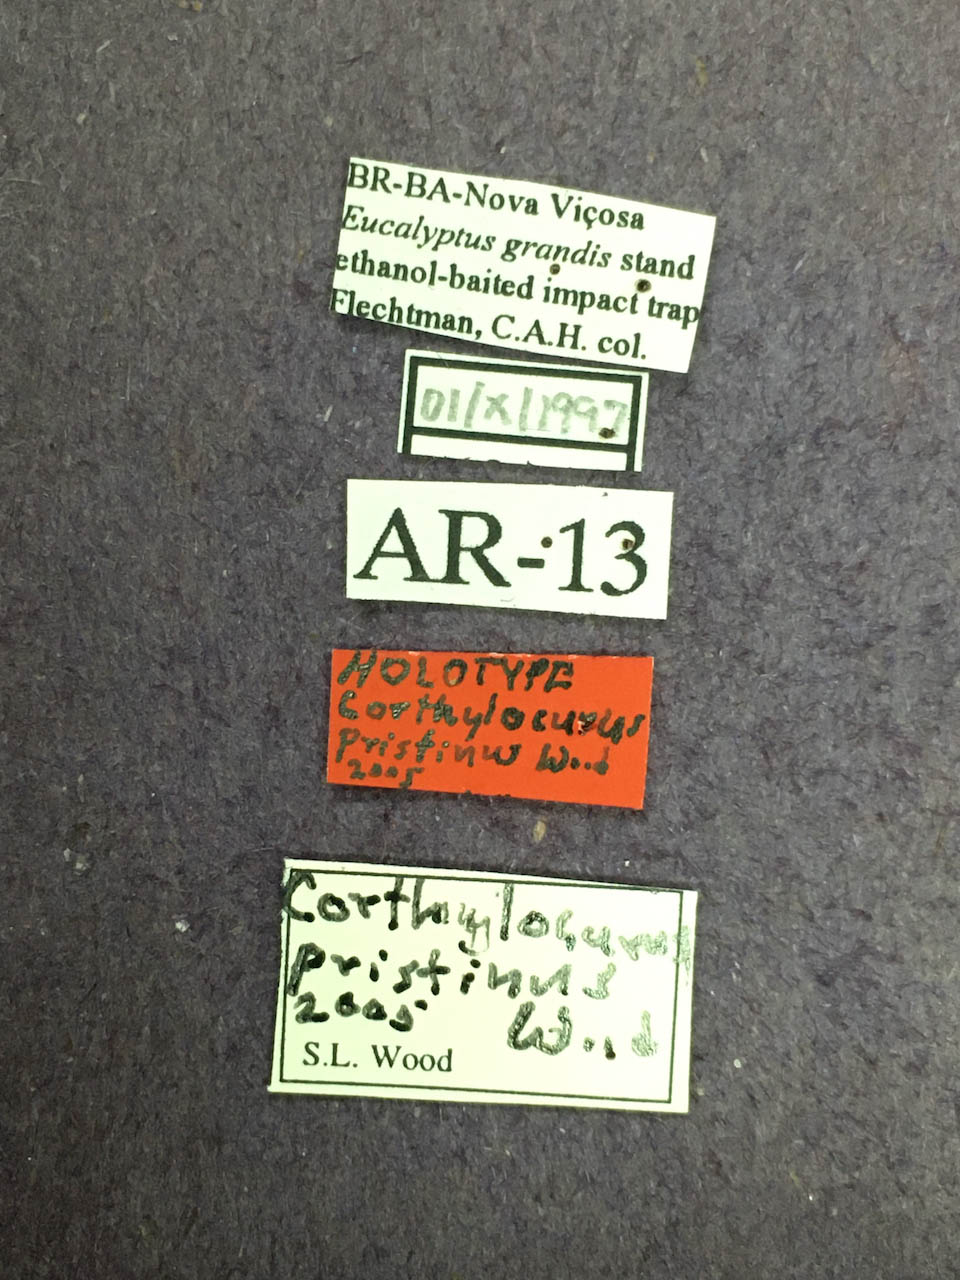 BR-BA-Nova Viçosa
Eucalyptus grandis stand
ethanol-baited impact trap
Flechtman, C.A.H. col.
01/X/1997
AR-13
HOLOTYPE
Corthylocurus
pristinus Wood
2005
Corthylocurus
pristinus
2005 Wood
S.L. Wood